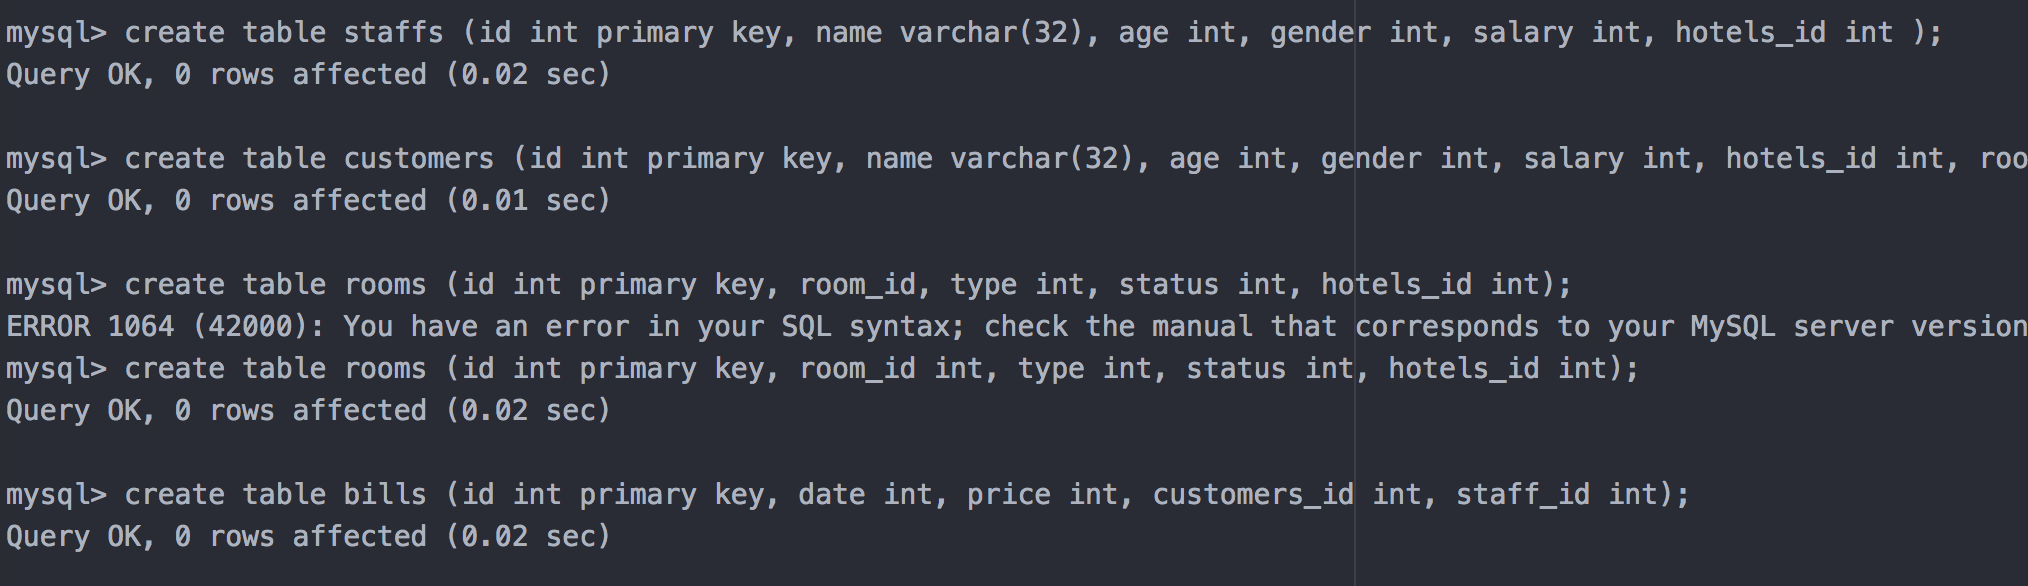 mysql> create table staffs (id int primary key, name varchar(32), age int, gender int, salary int, hotels_id int );
Query OK, 0 rows affected (0.02 sec)
mysql> create table customers (id int primary key, name varchar(32), age int, gender int, salary int, hotels_id int, roo
Query OK, 0 rows affected (0.01 sec)
mysql> create table rooms (id int primary key, room_id, type int, status int, hotels_id int);
ERROR 1064 (42000): You have an error in your SQL syntax; check the manual that corresponds to your MySQL server version
mysql> create table rooms (id int primary key, room_id int, type int, status int, hotels_id int);
Query OK, 0 rows affected (0.02 sec)
mysql> create table bills (id int primary key, date int, price int, customers_id int, staff_id int);
Query OK, 0 rows affected (0.02 sec)